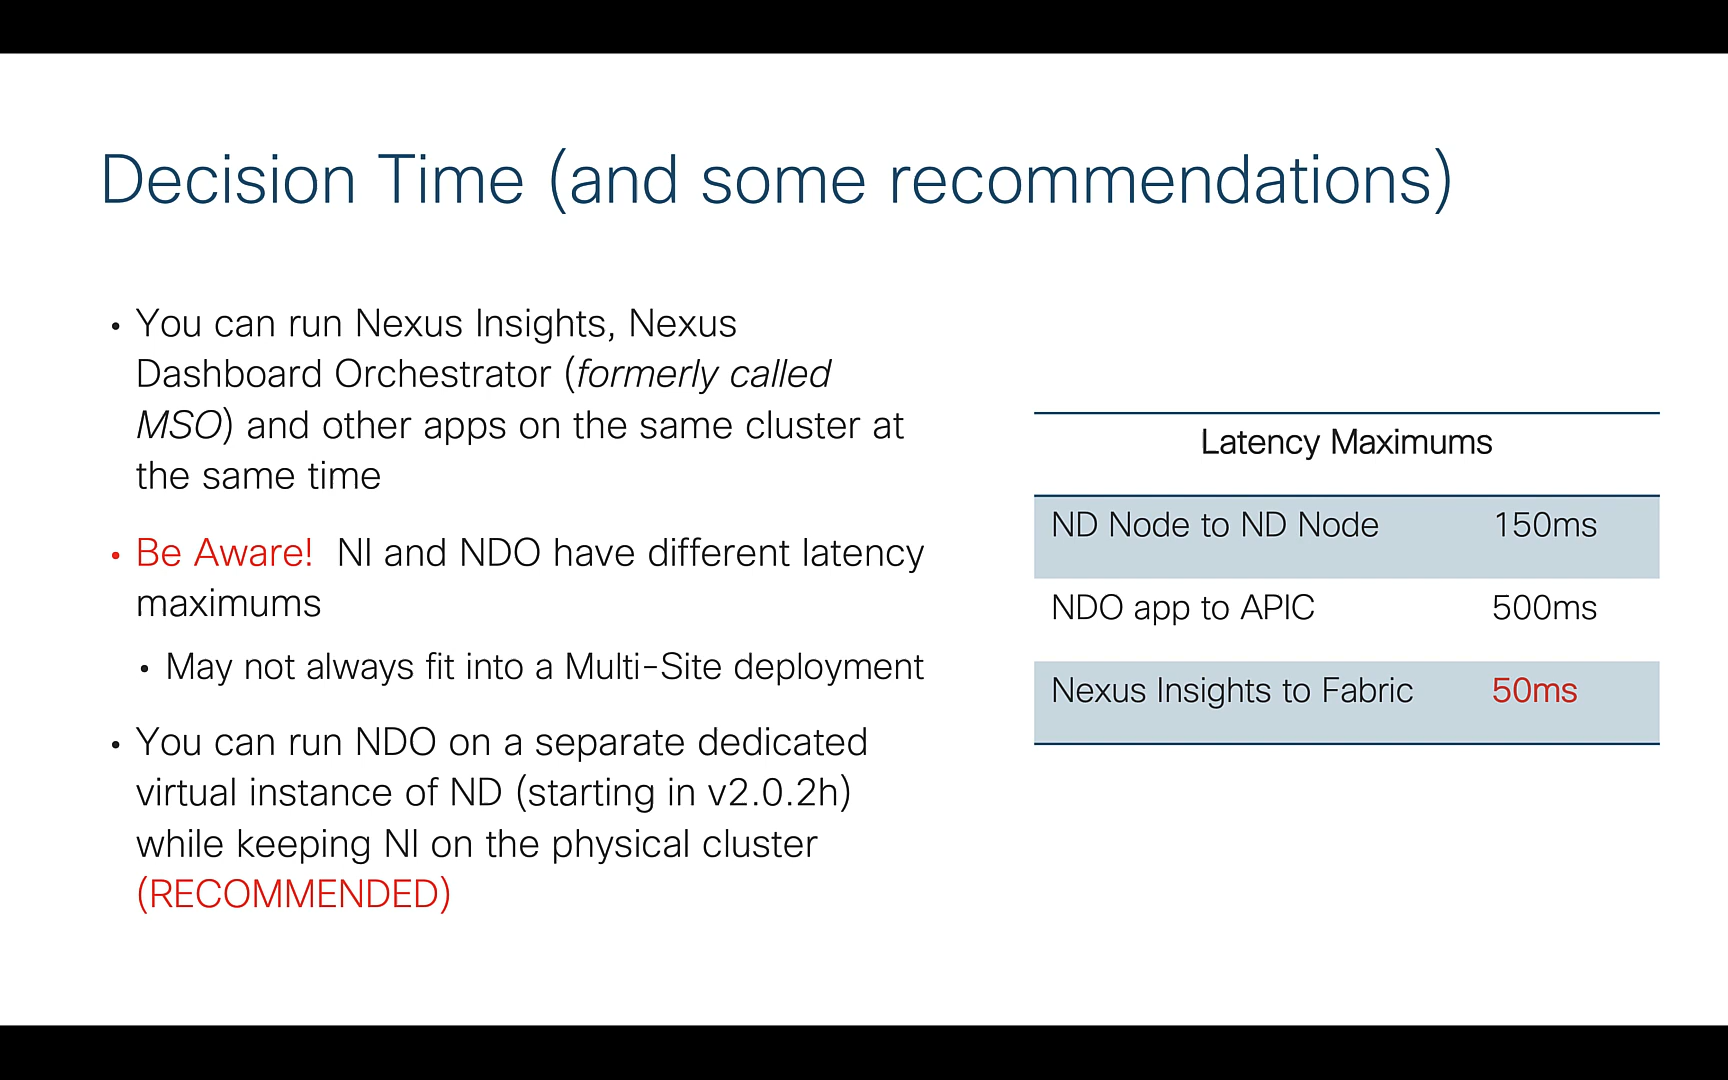 Decision Time (and some recommendations)
• You can run Nexus Insights, Nexus
Dashboard Orchestrator (formerly called
MSO) and other apps on the same cluster at
the same time
• Be Aware!  NI and NDO have different latency
maximums
• May not always fit into a Multi-Site deployment
• You can run NDO on a separate dedicated
virtual instance of ND (starting in v2.0.2h)
while keeping NI on the physical cluster
(RECOMMENDED)
Latency Maximums
ND Node to ND Node 150ms
NDO app to APIC 500ms
Nexus Insights to Fabric 50ms